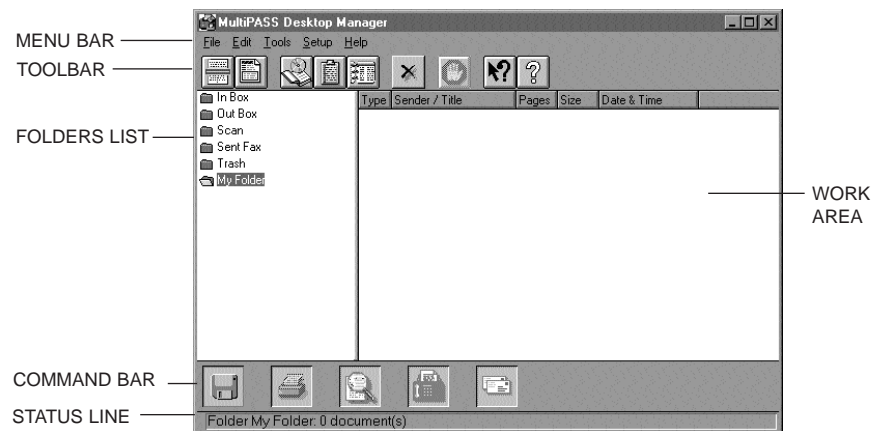 MultiPASS Desktop Manager
MENU BAR
File Edit Tools Setup Help
TOOLBAR
In Box
Type Sender / Title Pages Size Date & Time
Out Box
FOLDERS LIST
Scan
Sent Fax
Trash
My Folder
WORK
AREA
COMMAND BAR
STATUS LINE
Folder My Folder: 0 document(s)